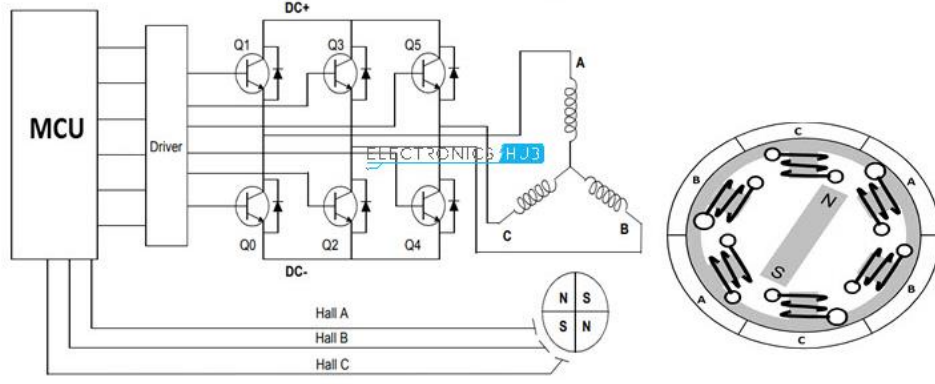 DC+
Q1
Q3
Q5
A
MCU
Driver
ELECTRONICS HUB
C
B
Q0
Q2
Q4
DC-
N S
S N
Hall A
Hall B
Hall C
C
B
A
N
S
A
B
C